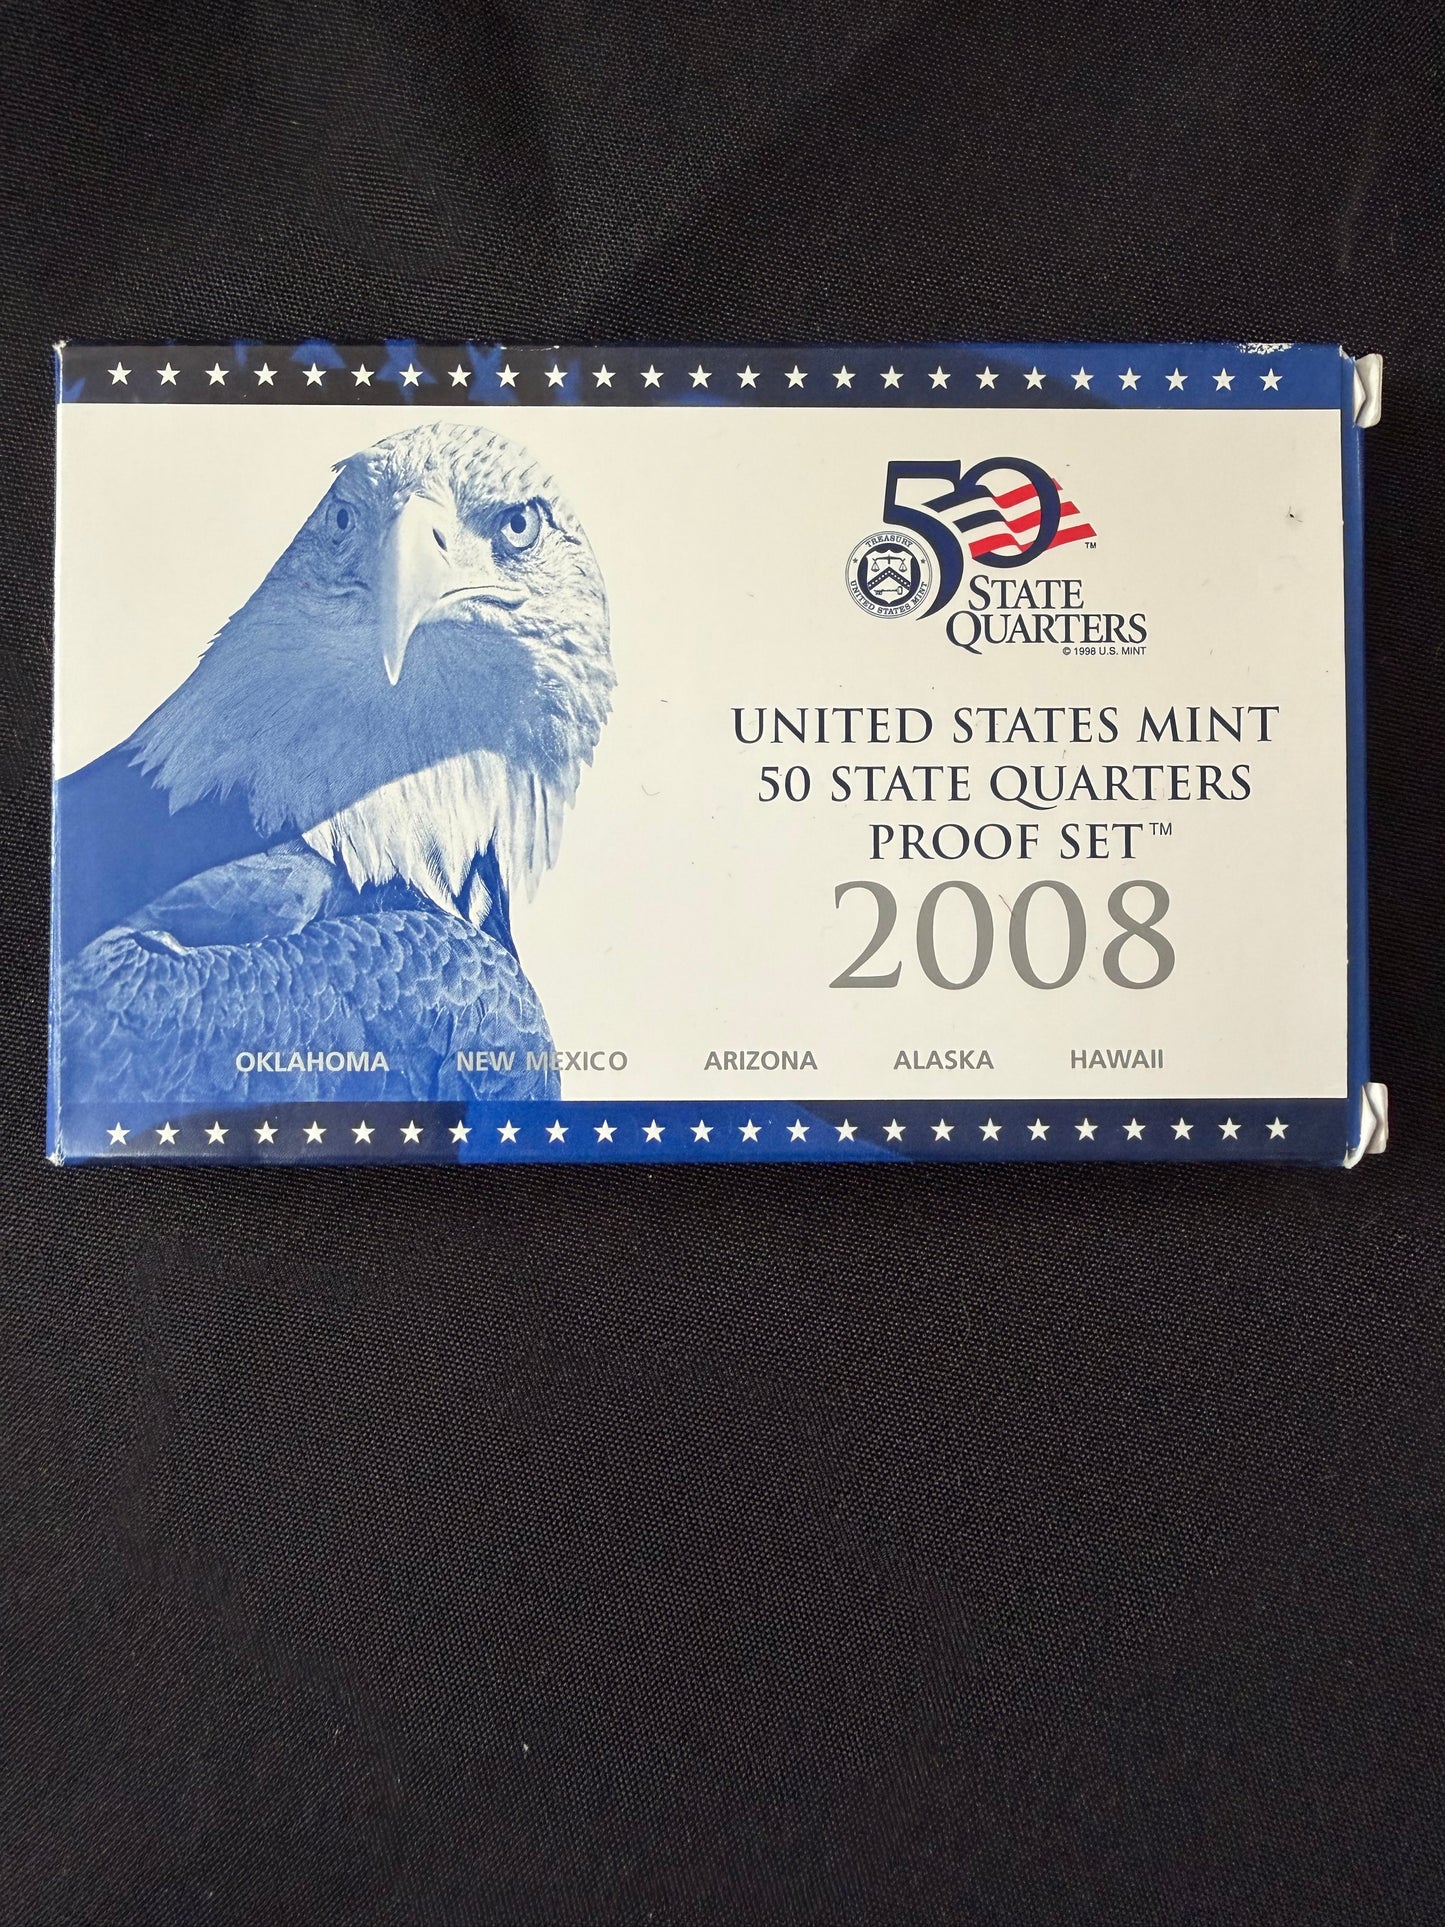 50
TM
STATE
QUARTERS
© 1998 U.S. MINT
TREASURY
UNITED STATES MINT
UNITED STATES MINT
50 STATE QUARTERS
PROOF SET™
2008
OKLAHOMA NEW MEXICO ARIZONA ALASKA HAWAII